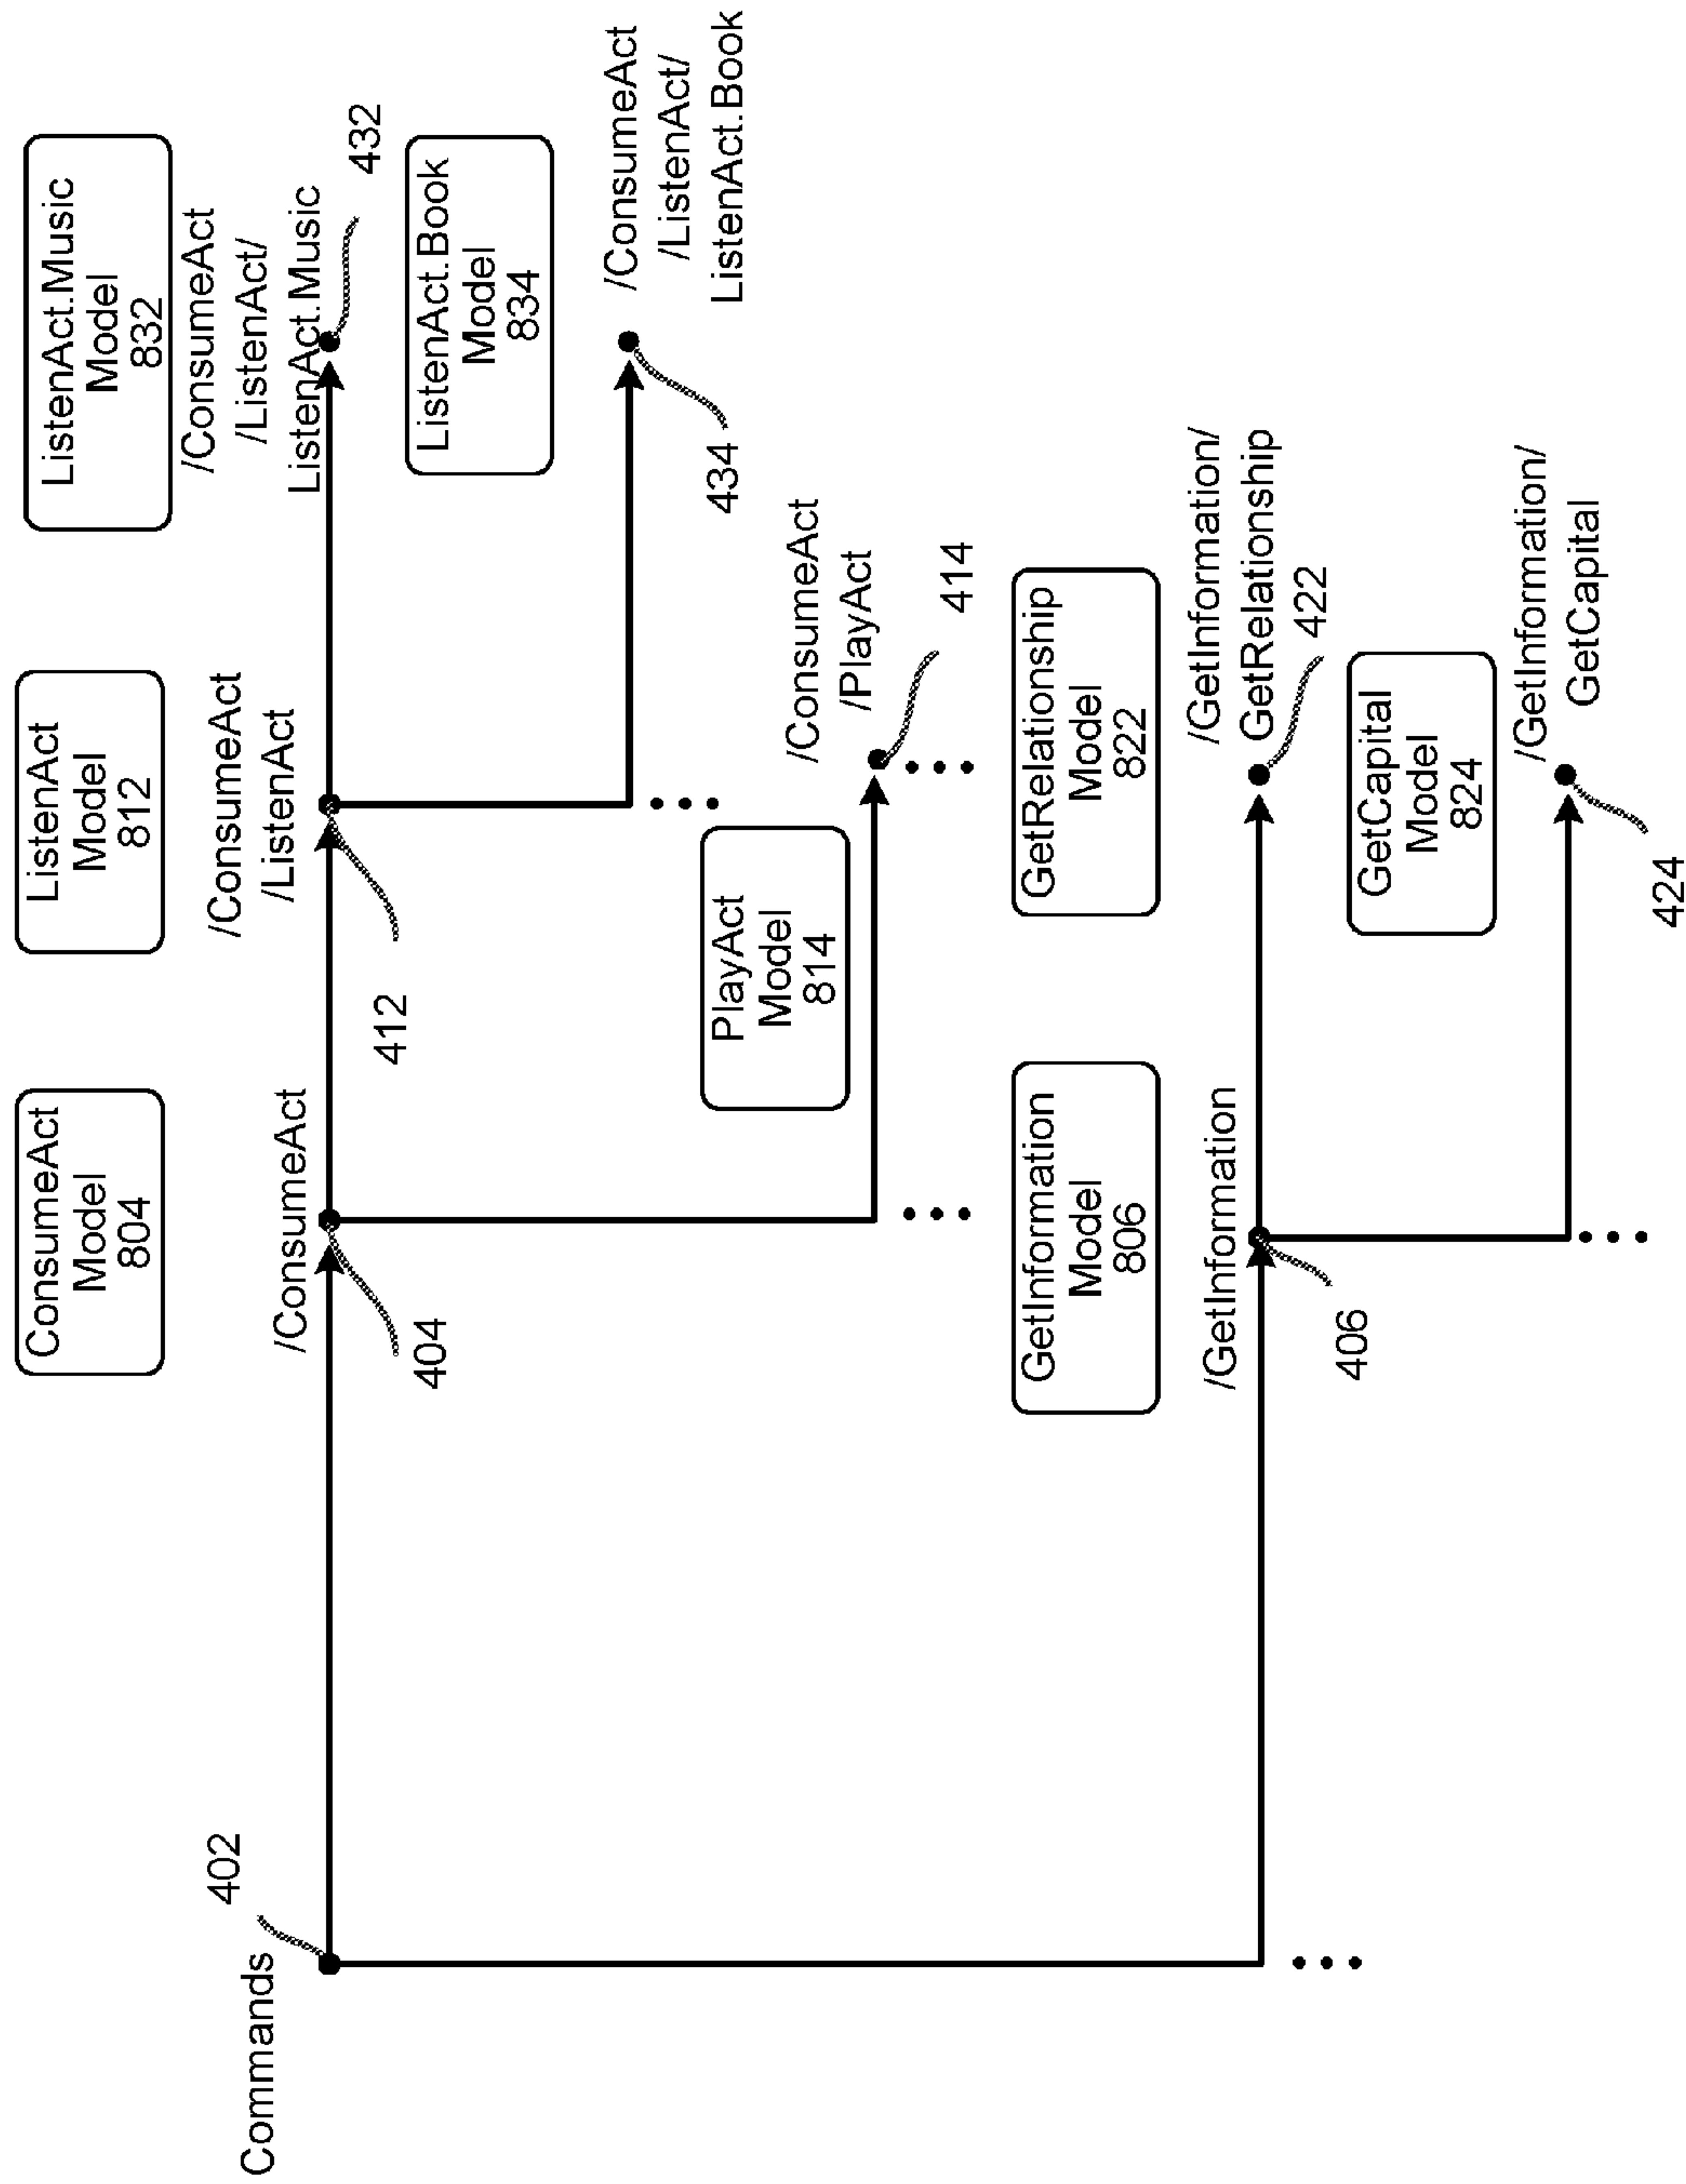 Commands
402
ConsumeAct
Model
804
/ConsumeAct
404
ListenAct
Model
812
/ConsumeAct
/ListenAct
412
ListenAct.Music
Model
832
/ConsumeAct
/ListenAct/
ListenAct.Music
432
ListenAct.Book
Model
834
/ConsumeAct
/ListenAct/
ListenAct.Book
434
PlayAct
Model
814
/ConsumeAct
/PlayAct
414
GetInformation
Model
806
/GetInformation
406
GetRelationship
Model
822
/GetInformation/
GetRelationship
422
GetCapital
Model
824
/GetInformation/
GetCapital
424